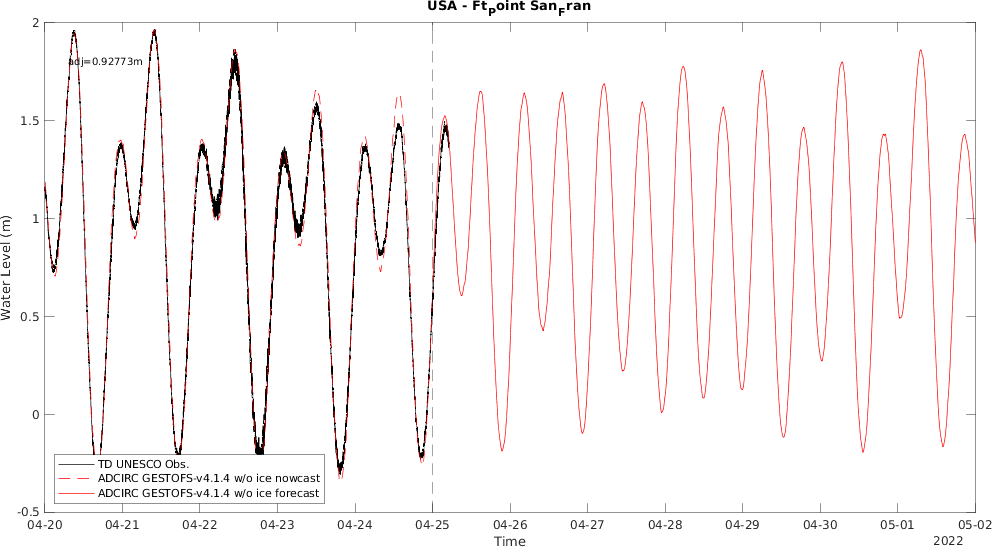 USA - Ft_Point San_Fran
adj=0.92773m
Water Level (m)
2
1.5
1
0.5
0
-0.5
TD UNESCO Obs.
ADCIRC GESTOFS-v4.1.4 w/o ice nowcast
ADCIRC GESTOFS-v4.1.4 w/o ice forecast
04-20 04-21 04-22 04-23 04-24 04-25 04-26 04-27 04-28 04-29 04-30 05-01 05-02
Time
2022